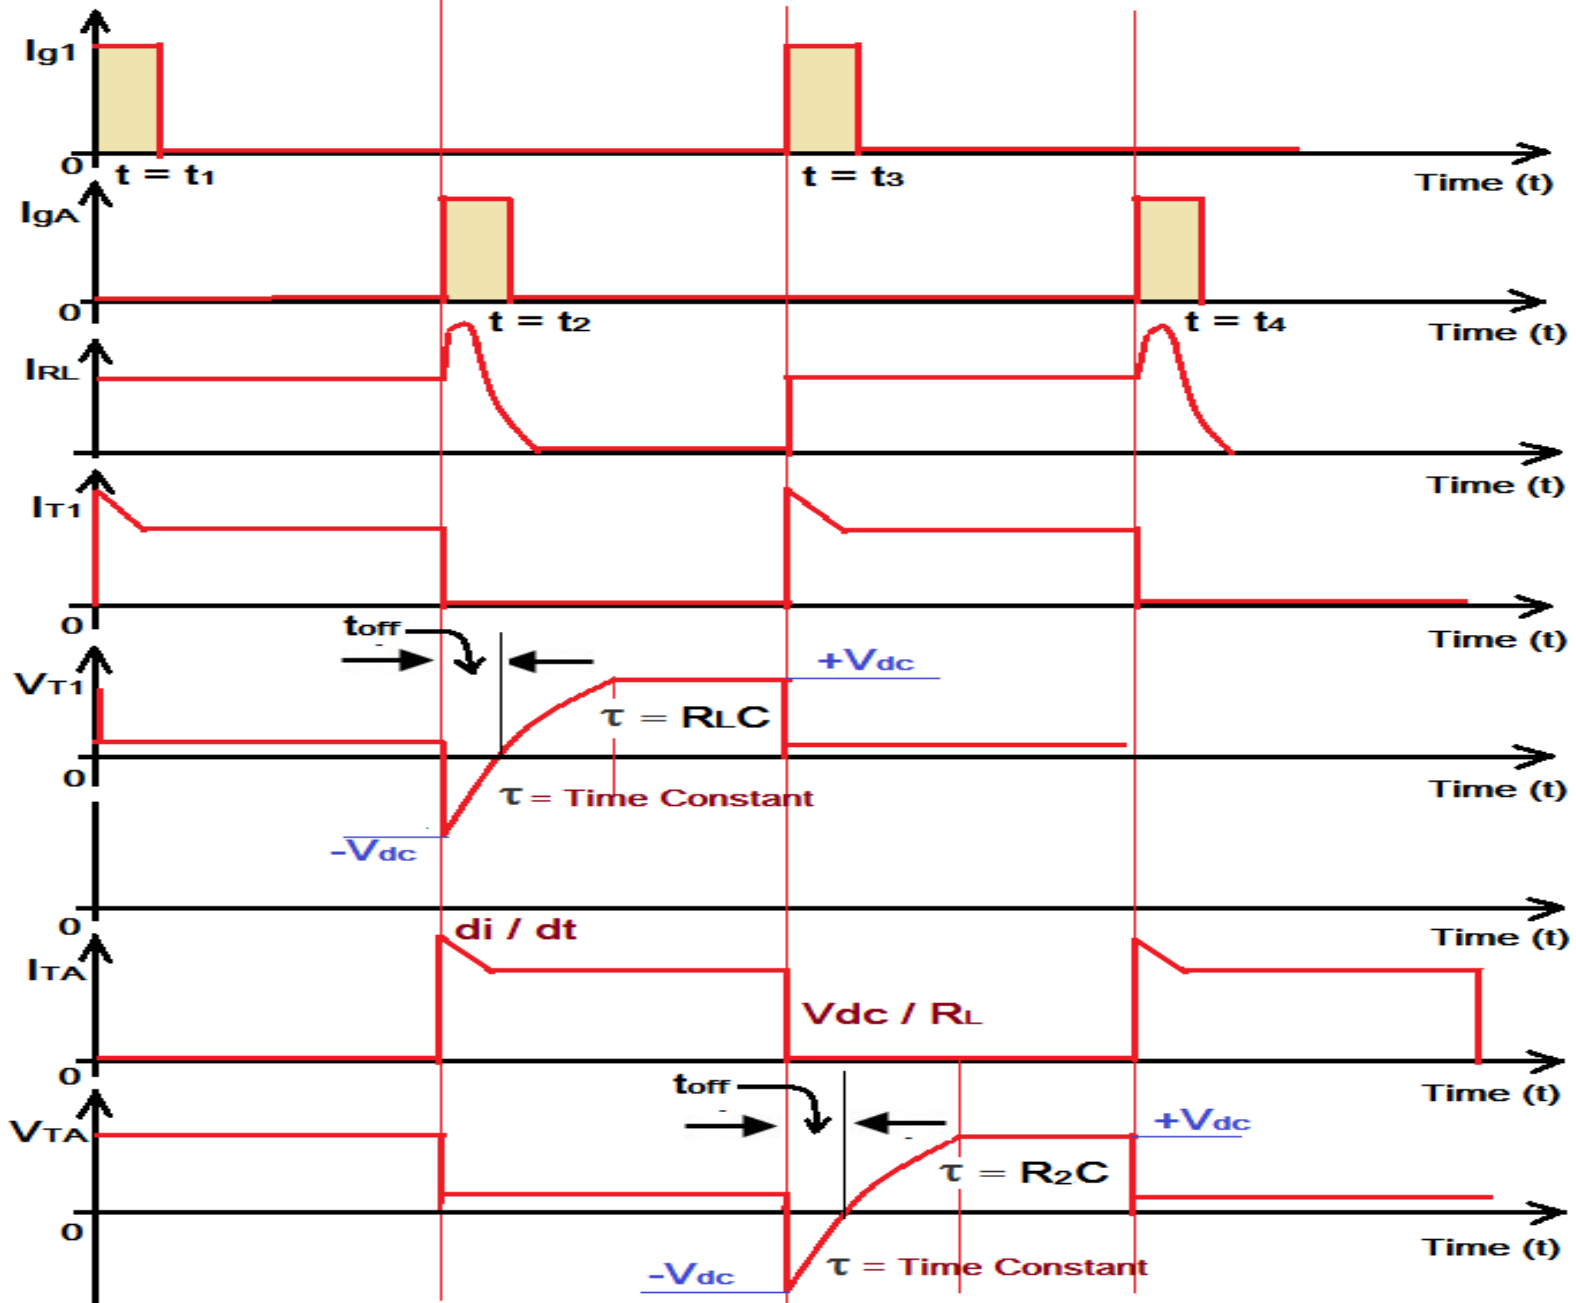 Ig1
0
t = t1
t = t3
Time (t)
IgA
0
t = t2
t = t4
Time (t)
IRL
Time (t)
IT1
0
toff
Time (t)
VT1
+Vdc
τ = RLC
0
τ = Time Constant
Time (t)
-Vdc
0
di / dt
Time (t)
ITA
Vdc / RL
0
toff
Time (t)
VTA
+Vdc
τ = R2C
0
τ = Time Constant
Time (t)
-Vdc